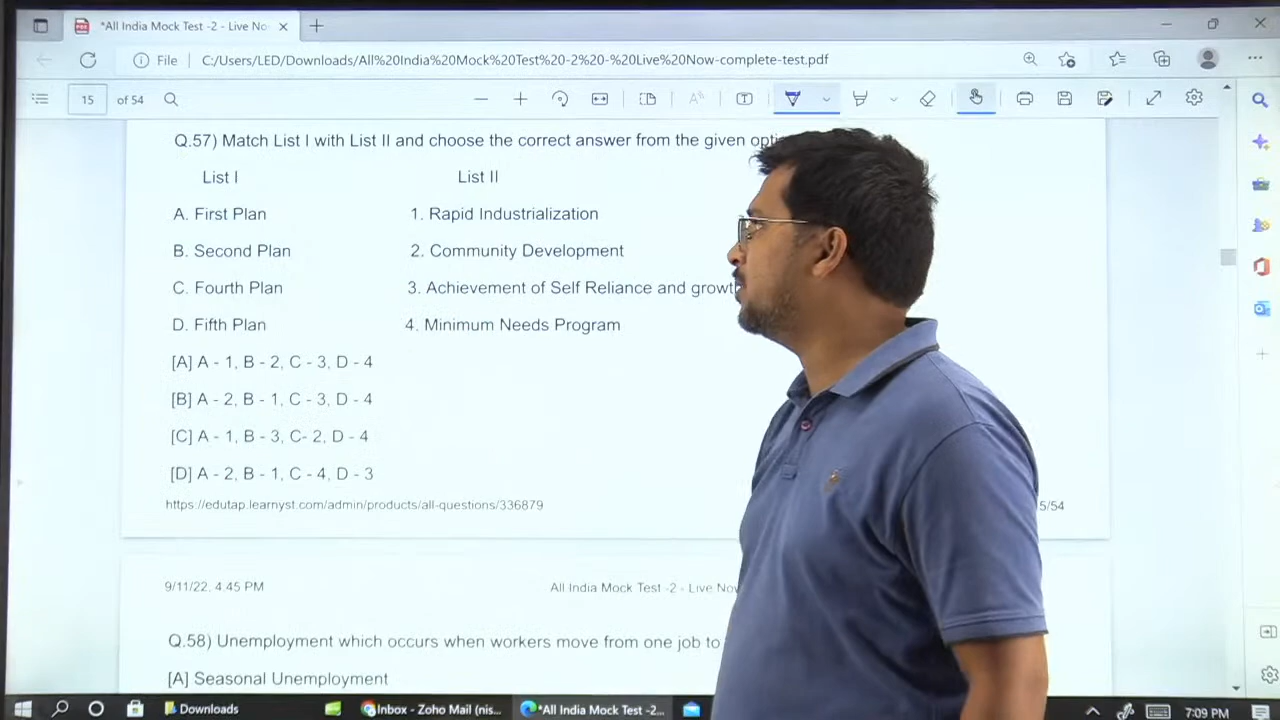 *All India Mock Test -2 - Live No
File
C:/Users/LED/Downloads/All%20India%20Mock%20Test%20-2%20-%20Live%20Now-complete-test.pdf
15 of 54
Q.57) Match List I with List II and choose the correct answer from the given
List I List II
A. First Plan 1. Rapid Industrialization
B. Second Plan 2. Community Development
C. Fourth Plan 3. Achievement of Self Reliance and growth
D. Fifth Plan 4. Minimum Needs Program
[A] A - 1, B - 2, C - 3, D - 4
[B] A - 2, B - 1, C - 3, D - 4
[C] A - 1, B - 3, C- 2, D - 4
[D] A - 2, B - 1, C - 4, D - 3
https://edutap.learnyst.com/admin/products/all-questions/336879 5/54
9/11/22, 4:45 PM All India Mock Test -2 - Live Now
Q.58) Unemployment which occurs when workers move from one job to
[A] Seasonal Unemployment
Downloads Inbox - Zoho Mail (nis... *All India Mock Test -2... 7:09 PM